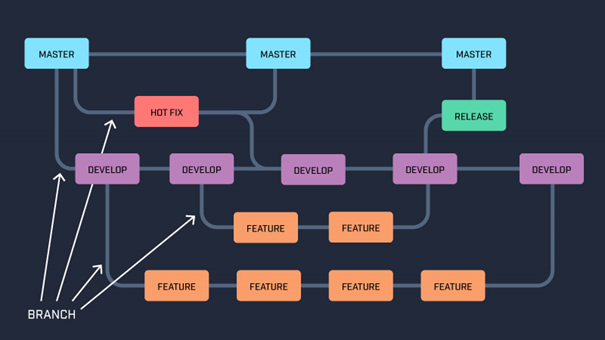 MASTER
MASTER
MASTER
HOT FIX
RELEASE
DEVELOP
DEVELOP
DEVELOP
DEVELOP
DEVELOP
FEATURE
FEATURE
FEATURE
FEATURE
FEATURE
FEATURE
BRANCH